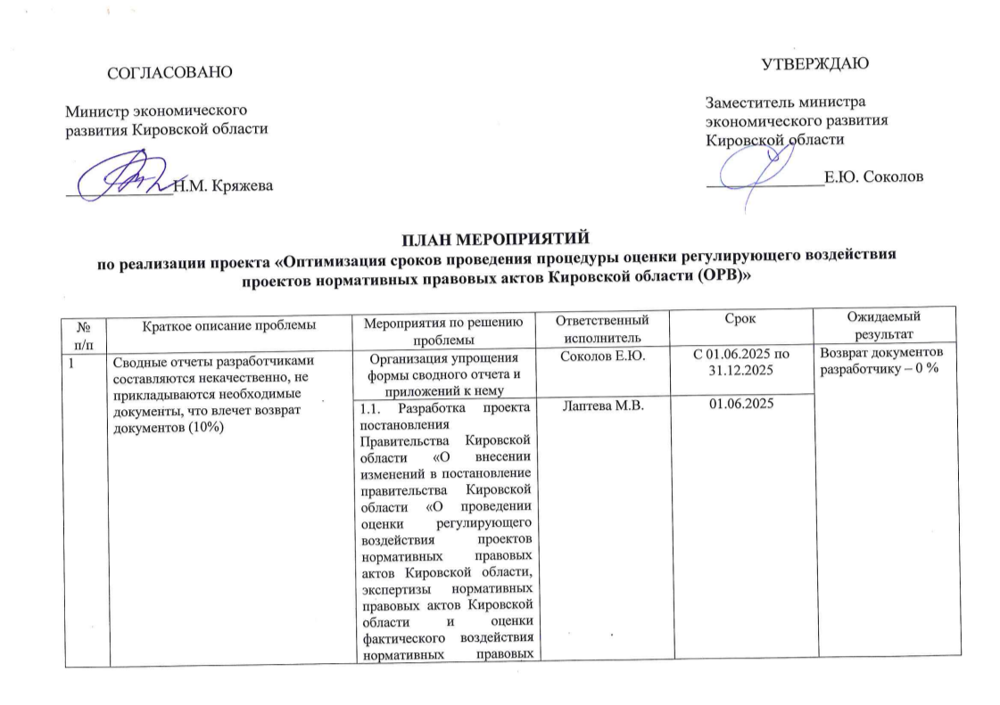 СОГЛАСОВАНО
Министр экономического
развития Кировской области
Н.М. Кряжева
УТВЕРЖДАЮ
Заместитель министра
экономического развития
Кировской области
Е.Ю. Соколов
ПЛАН МЕРОПРИЯТИЙ
по реализации проекта «Оптимизация сроков проведения процедуры оценки регулирующего воздействия
проектов нормативных правовых актов Кировской области (ОРВ)»
№
п/п
Краткое описание проблемы
Мероприятия по решению
проблемы
Ответственный
исполнитель
Срок
Ожидаемый
результат
1
Сводные отчеты разработчиками
составляются некачественно, не
прикладываются необходимые
документы, что влечет возврат
документов (10%)
Организация упрощения
формы сводного отчета и
приложений к нему
Соколов Е.Ю.
С 01.06.2025 по
31.12.2025
Возврат документов
разработчику – 0 %
1.1. Разработка проекта
постановления
Правительства Кировской
области «О внесении
изменений в постановление
правительства Кировской
области «О проведении
оценки регулирующего
воздействия проектов
нормативных правовых
актов Кировской области,
экспертизы нормативных
правовых актов Кировской
области и оценки
фактического воздействия
нормативных правовых
Лаптева М.В.
01.06.2025